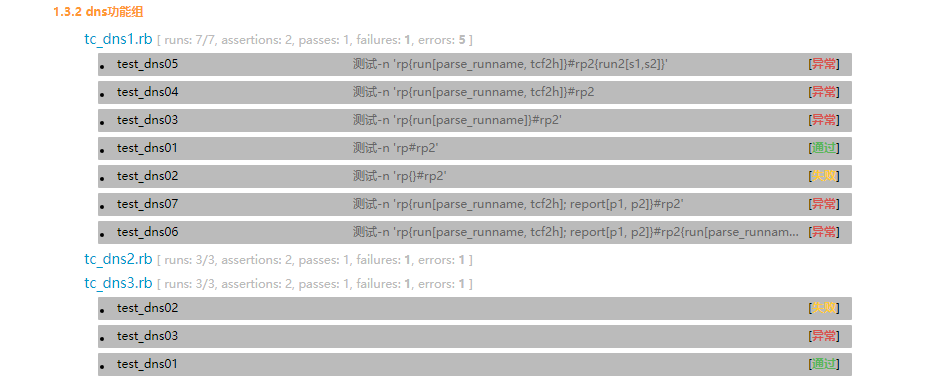 1.3.2 dns功能组
tc_dns1.rb [ runs: 7/7, assertions: 2, passes: 1, failures: 1, errors: 5 ]
test_dns05 测试-n 'rp{run[parse_runname, tcf2h]}#rp2{run2[s1,s2]}' [异常]
test_dns04 测试-n 'rp{run[parse_runname, tcf2h]}#rp2 [异常]
test_dns03 测试-n 'rp{run[parse_runname]}#rp2' [异常]
test_dns01 测试-n 'rp#rp2' [通过]
test_dns02 测试-n 'rp{}#rp2' [失败]
test_dns07 测试-n 'rp{run[parse_runname, tcf2h]; report[p1, p2]}#rp2' [异常]
test_dns06 测试-n 'rp{run[parse_runname, tcf2h]; report[p1, p2]}#rp2{run[parse_runnam... [异常]
tc_dns2.rb [ runs: 3/3, assertions: 2, passes: 1, failures: 1, errors: 1 ]
tc_dns3.rb [ runs: 3/3, assertions: 2, passes: 1, failures: 1, errors: 1 ]
test_dns02 [失败]
test_dns03 [异常]
test_dns01 [通过]